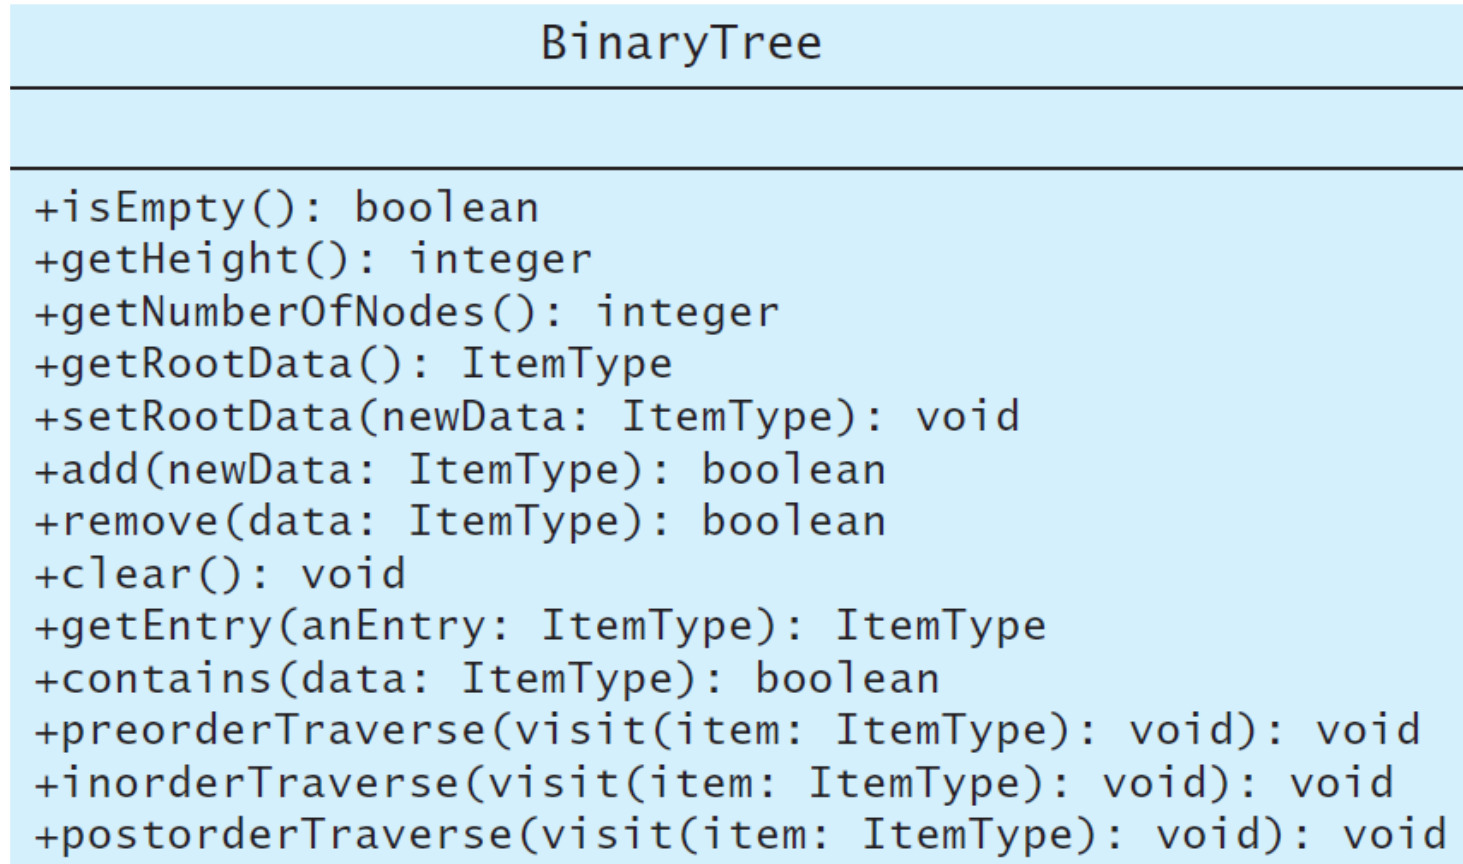 BinaryTree
+isEmpty(): boolean
+getHeight(): integer
+getNumberOfNodes(): integer
+getRootData(): ItemType
+setRootData(newData: ItemType): void
+add(newData: ItemType): boolean
+remove(data: ItemType): boolean
+clear(): void
+getEntry(anEntry: ItemType): ItemType
+contains(data: ItemType): boolean
+preorderTraverse(visit(item: ItemType): void): void
+inorderTraverse(visit(item: ItemType): void): void
+postorderTraverse(visit(item: ItemType): void): void